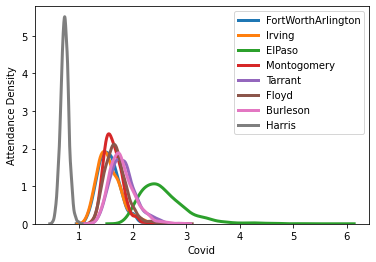 FortWorthArlington
Irving
ElPaso
Montogomery
Tarrant
Floyd
Burleson
Harris
Attendance Density
5
4
3
2
1
0
1 2 3 4 5 6
Covid